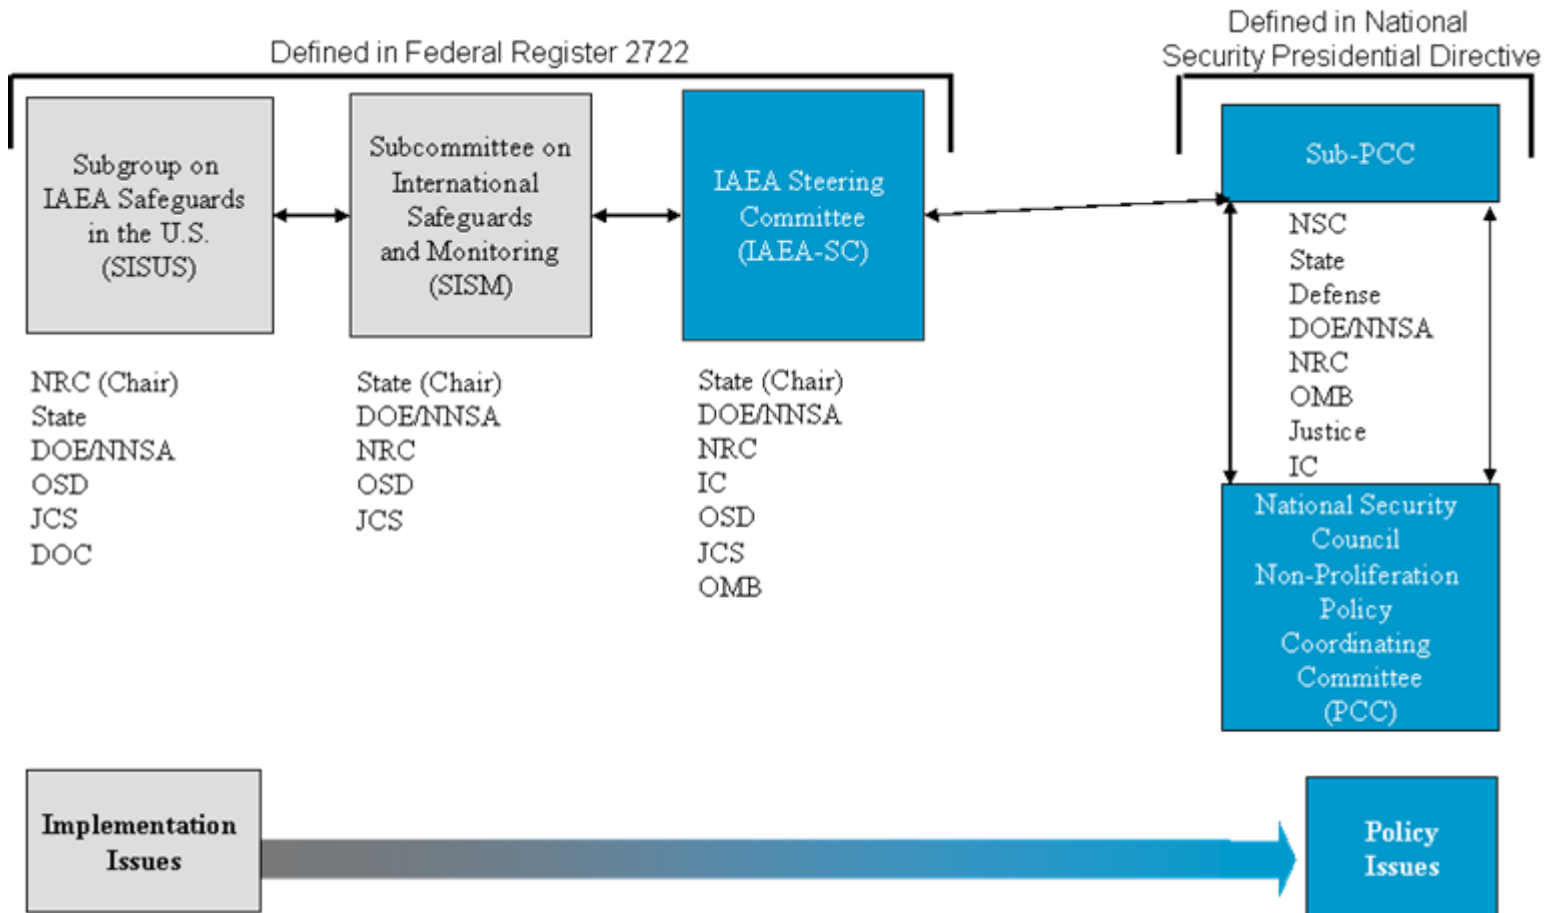 Defined in Federal Register 2722
Defined in National
Security Presidential Directive
Subgroup on
IAEA Safeguards
in the U.S.
(SISUS)
Subcommittee on
International
Safeguards
and Monitoring
(SISM)
IAEA Steering
Committee
(IAEA-SC)
Sub-PCC
NRC (Chair)
State
DOE/NNSA
OSD
JCS
DOC
State (Chair)
DOE/NNSA
NRC
OSD
JCS
State (Chair)
DOE/NNSA
NRC
IC
OSD
JCS
OMB
NSC
State
Defense
DOE/NNSA
NRC
OMB
Justice
IC
National Security
Council
Non-Proliferation
Policy
Coordinating
Committee
(PCC)
Implementation
Issues
Policy
Issues